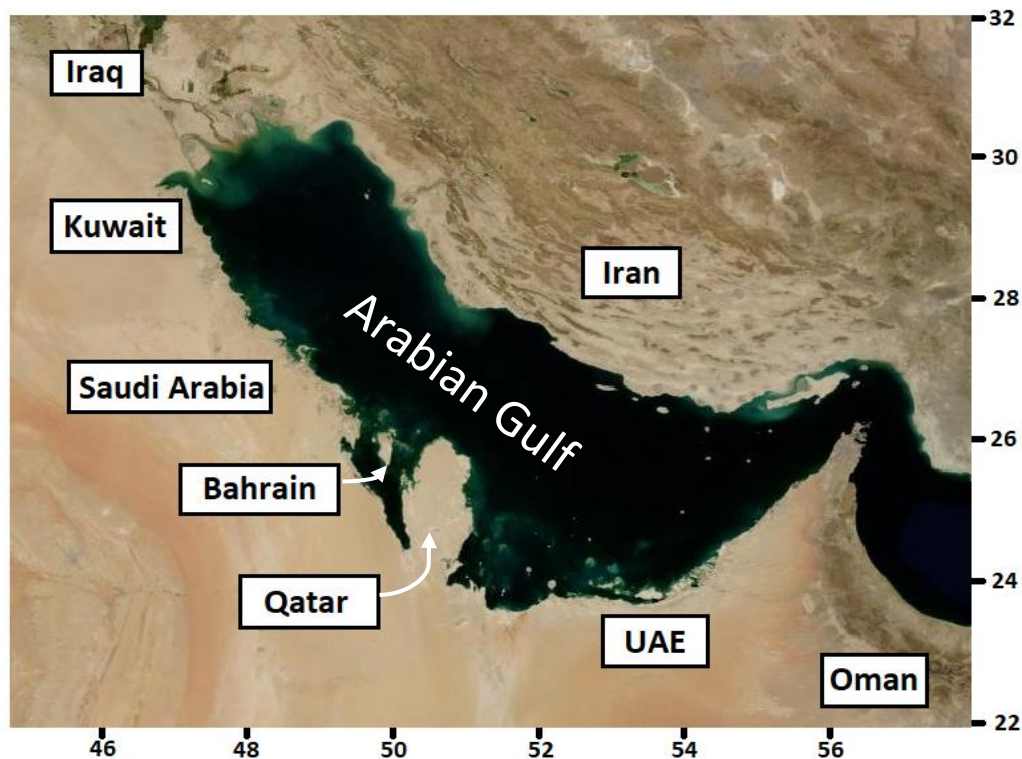 32
Iraq
30
Kuwait
Iran
28
Arabian Gulf
Saudi Arabia
26
Bahrain
Qatar
24
UAE
Oman
22
46 48 50 52 54 56